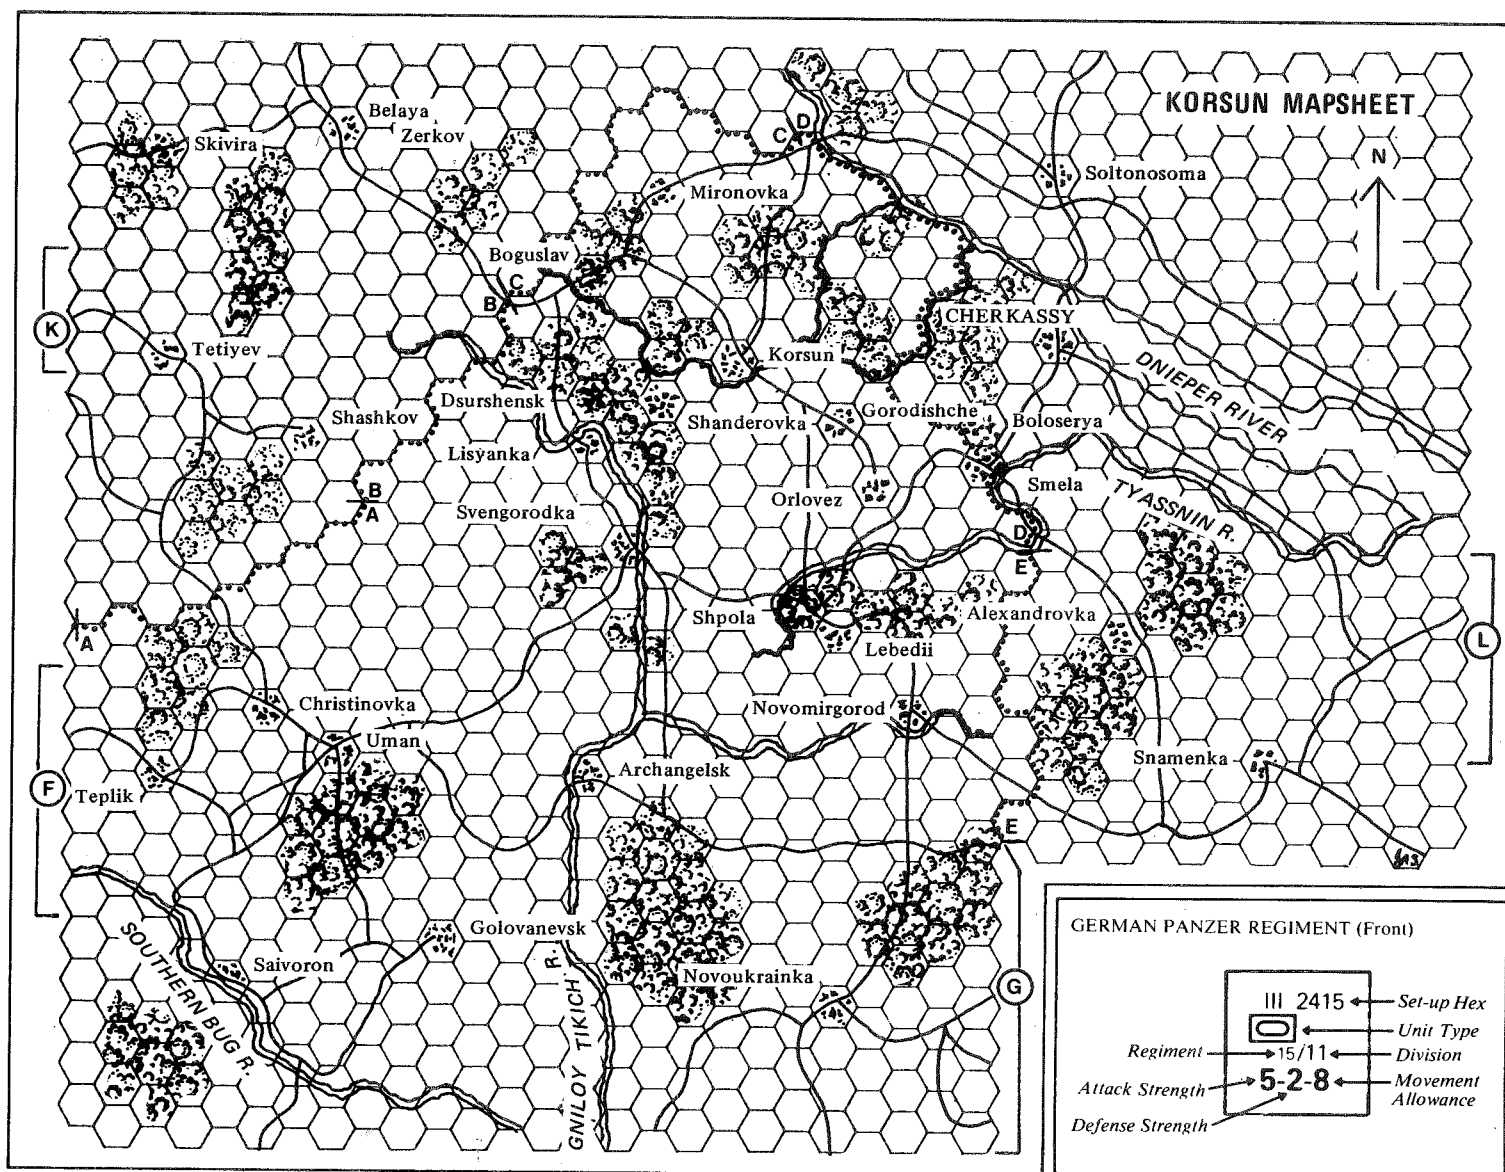 KORSUN MAPSHEET
N
Belaya
Zerkov
Skivira
C D
Mironovka
Soltonosoma
Boguslav
C
B
K
CHERKASSY
Tetiyev
Korsun
DNIEPER RIVER
Dsurshensk
Shashkov
Shanderovka
Gorodishche
Boloserya
Lisyanka
B
A
Orlovez
Smela
TYASSNIN R.
Svengorodka
D
E
A
Shpola
Alexandrovka
Lebedii
L
Christinovka
Novomirgorod
Uman
Archangelsk
Snamenka
F
Teplik
E
Golovanevsk
SOUTHERN BUG R.
Saivoron
GNILOY TIKICH R.
Novoukrainka
G
GERMAN PANZER REGIMENT (Front)
III 2415
Set-up Hex
Unit Type
Regiment
15/11
Division
Attack Strength
5-2-8
Movement
Allowance
Defense Strength